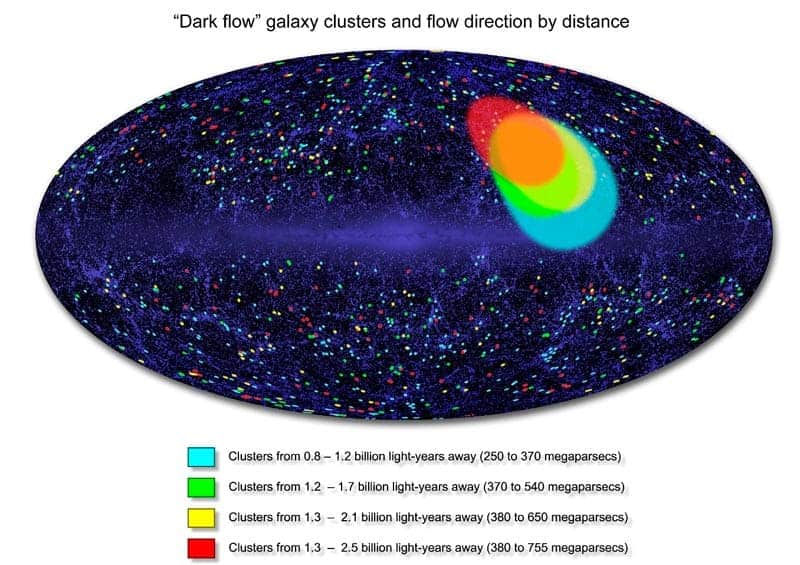 “Dark flow” galaxy clusters and flow direction by distance
Clusters from 0.8 – 1.2 billion light-years away (250 to 370 megaparsecs)
Clusters from 1.2 – 1.7 billion light-years away (370 to 540 megaparsecs)
Clusters from 1.3 – 2.1 billion light-years away (380 to 650 megaparsecs)
Clusters from 1.3 – 2.5 billion light-years away (380 to 755 megaparsecs)